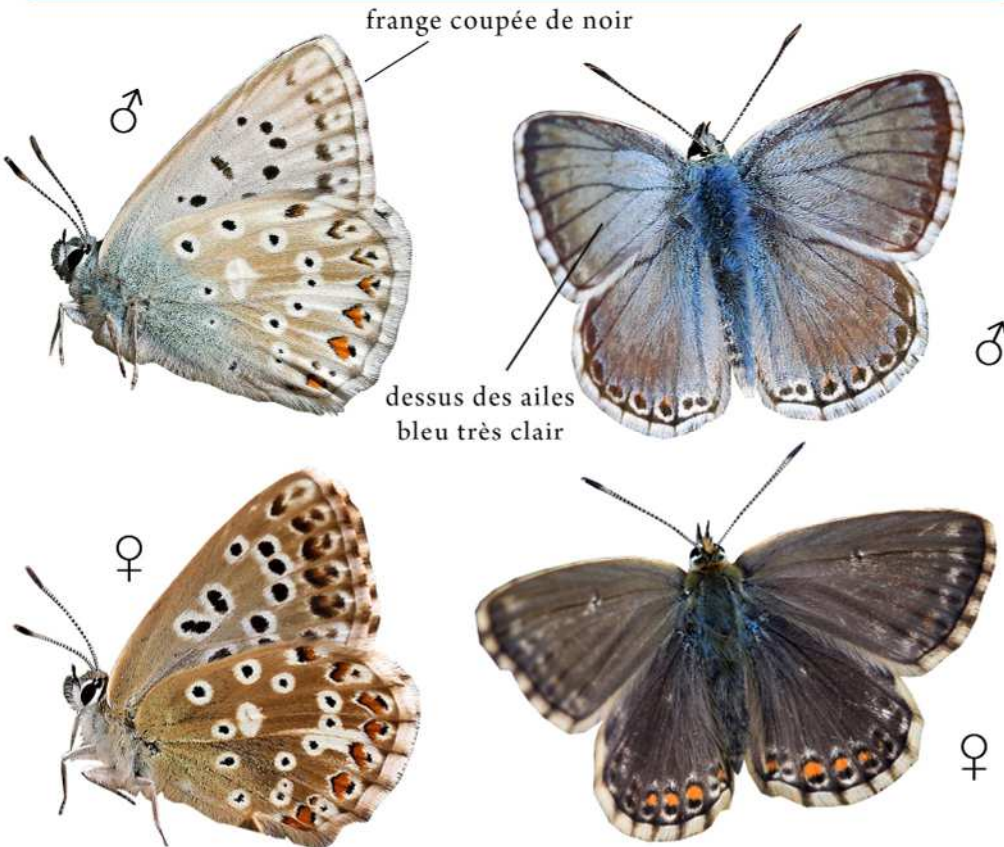 frange coupée de noir
♂
♂
dessus des ailes
bleu très clair
♀
♀